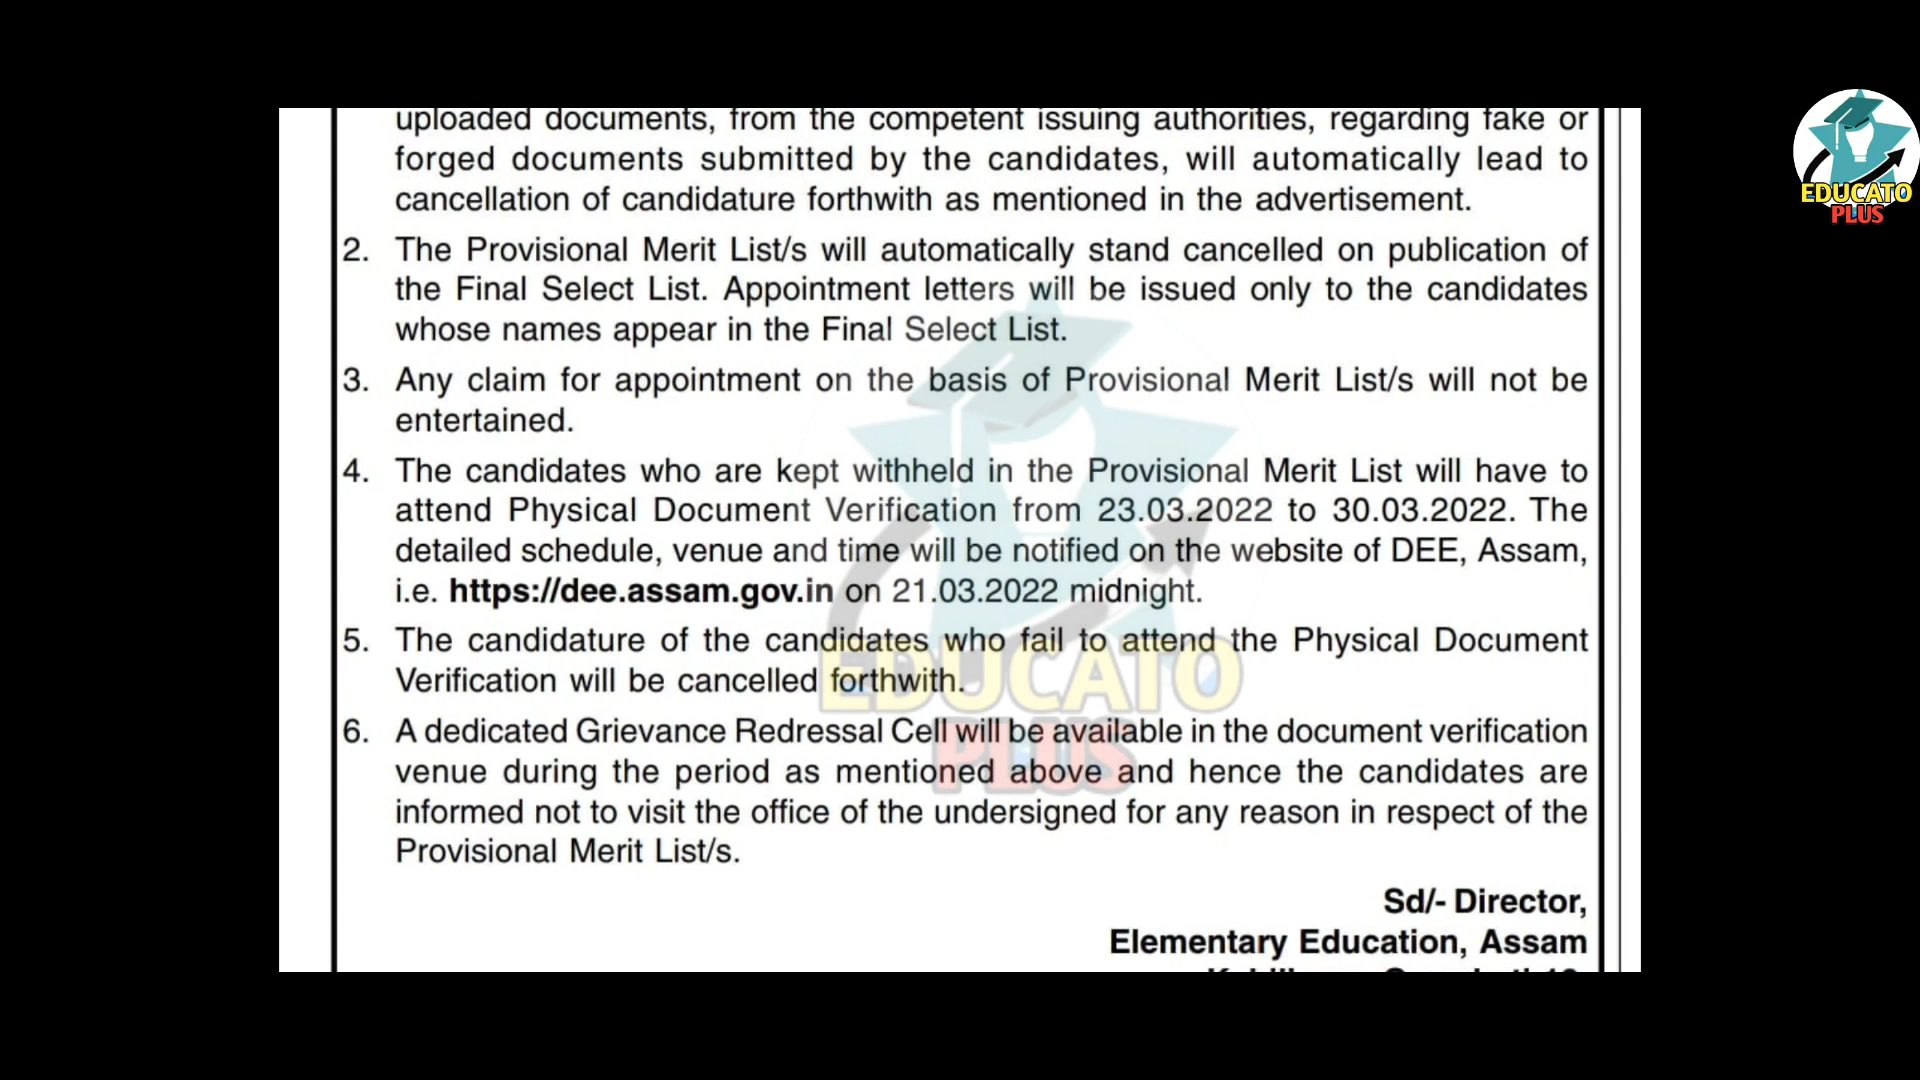 uploaded documents, from the competent issuing authorities, regarding fake or
forged documents submitted by the candidates, will automatically lead to
cancellation of candidature forthwith as mentioned in the advertisement.
2. The Provisional Merit List/s will automatically stand cancelled on publication of
the Final Select List. Appointment letters will be issued only to the candidates
whose names appear in the Final Select List.
3. Any claim for appointment on the basis of Provisional Merit List/s will not be
entertained.
4. The candidates who are kept withheld in the Provisional Merit List will have to
attend Physical Document Verification from 23.03.2022 to 30.03.2022. The
detailed schedule, venue and time will be notified on the website of DEE, Assam,
i.e. https://dee.assam.gov.in on 21.03.2022 midnight.
5. The candidature of the candidates who fail to attend the Physical Document
Verification will be cancelled forthwith.
6. A dedicated Grievance Redressal Cell will be available in the document verification
venue during the period as mentioned above and hence the candidates are
informed not to visit the office of the undersigned for any reason in respect of the
Provisional Merit List/s.
Sd/- Director,
Elementary Education, Assam
EDUCATO
PLUS
EDUCATO
PLUS